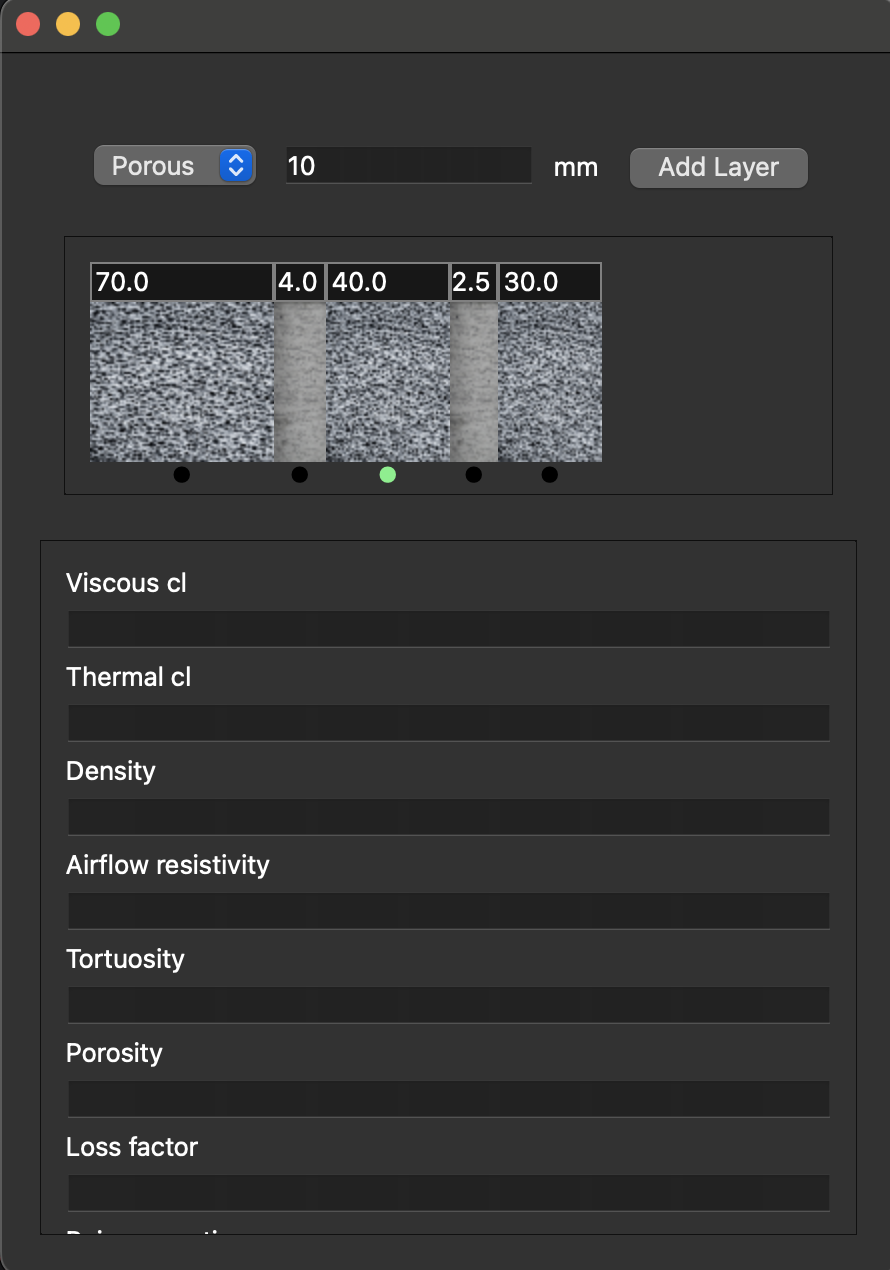 Porous 10 mm Add Layer
70.0 4.0 40.0 2.5 30.0
Viscous cl
Thermal cl
Density
Airflow resistivity
Tortuosity
Porosity
Loss factor